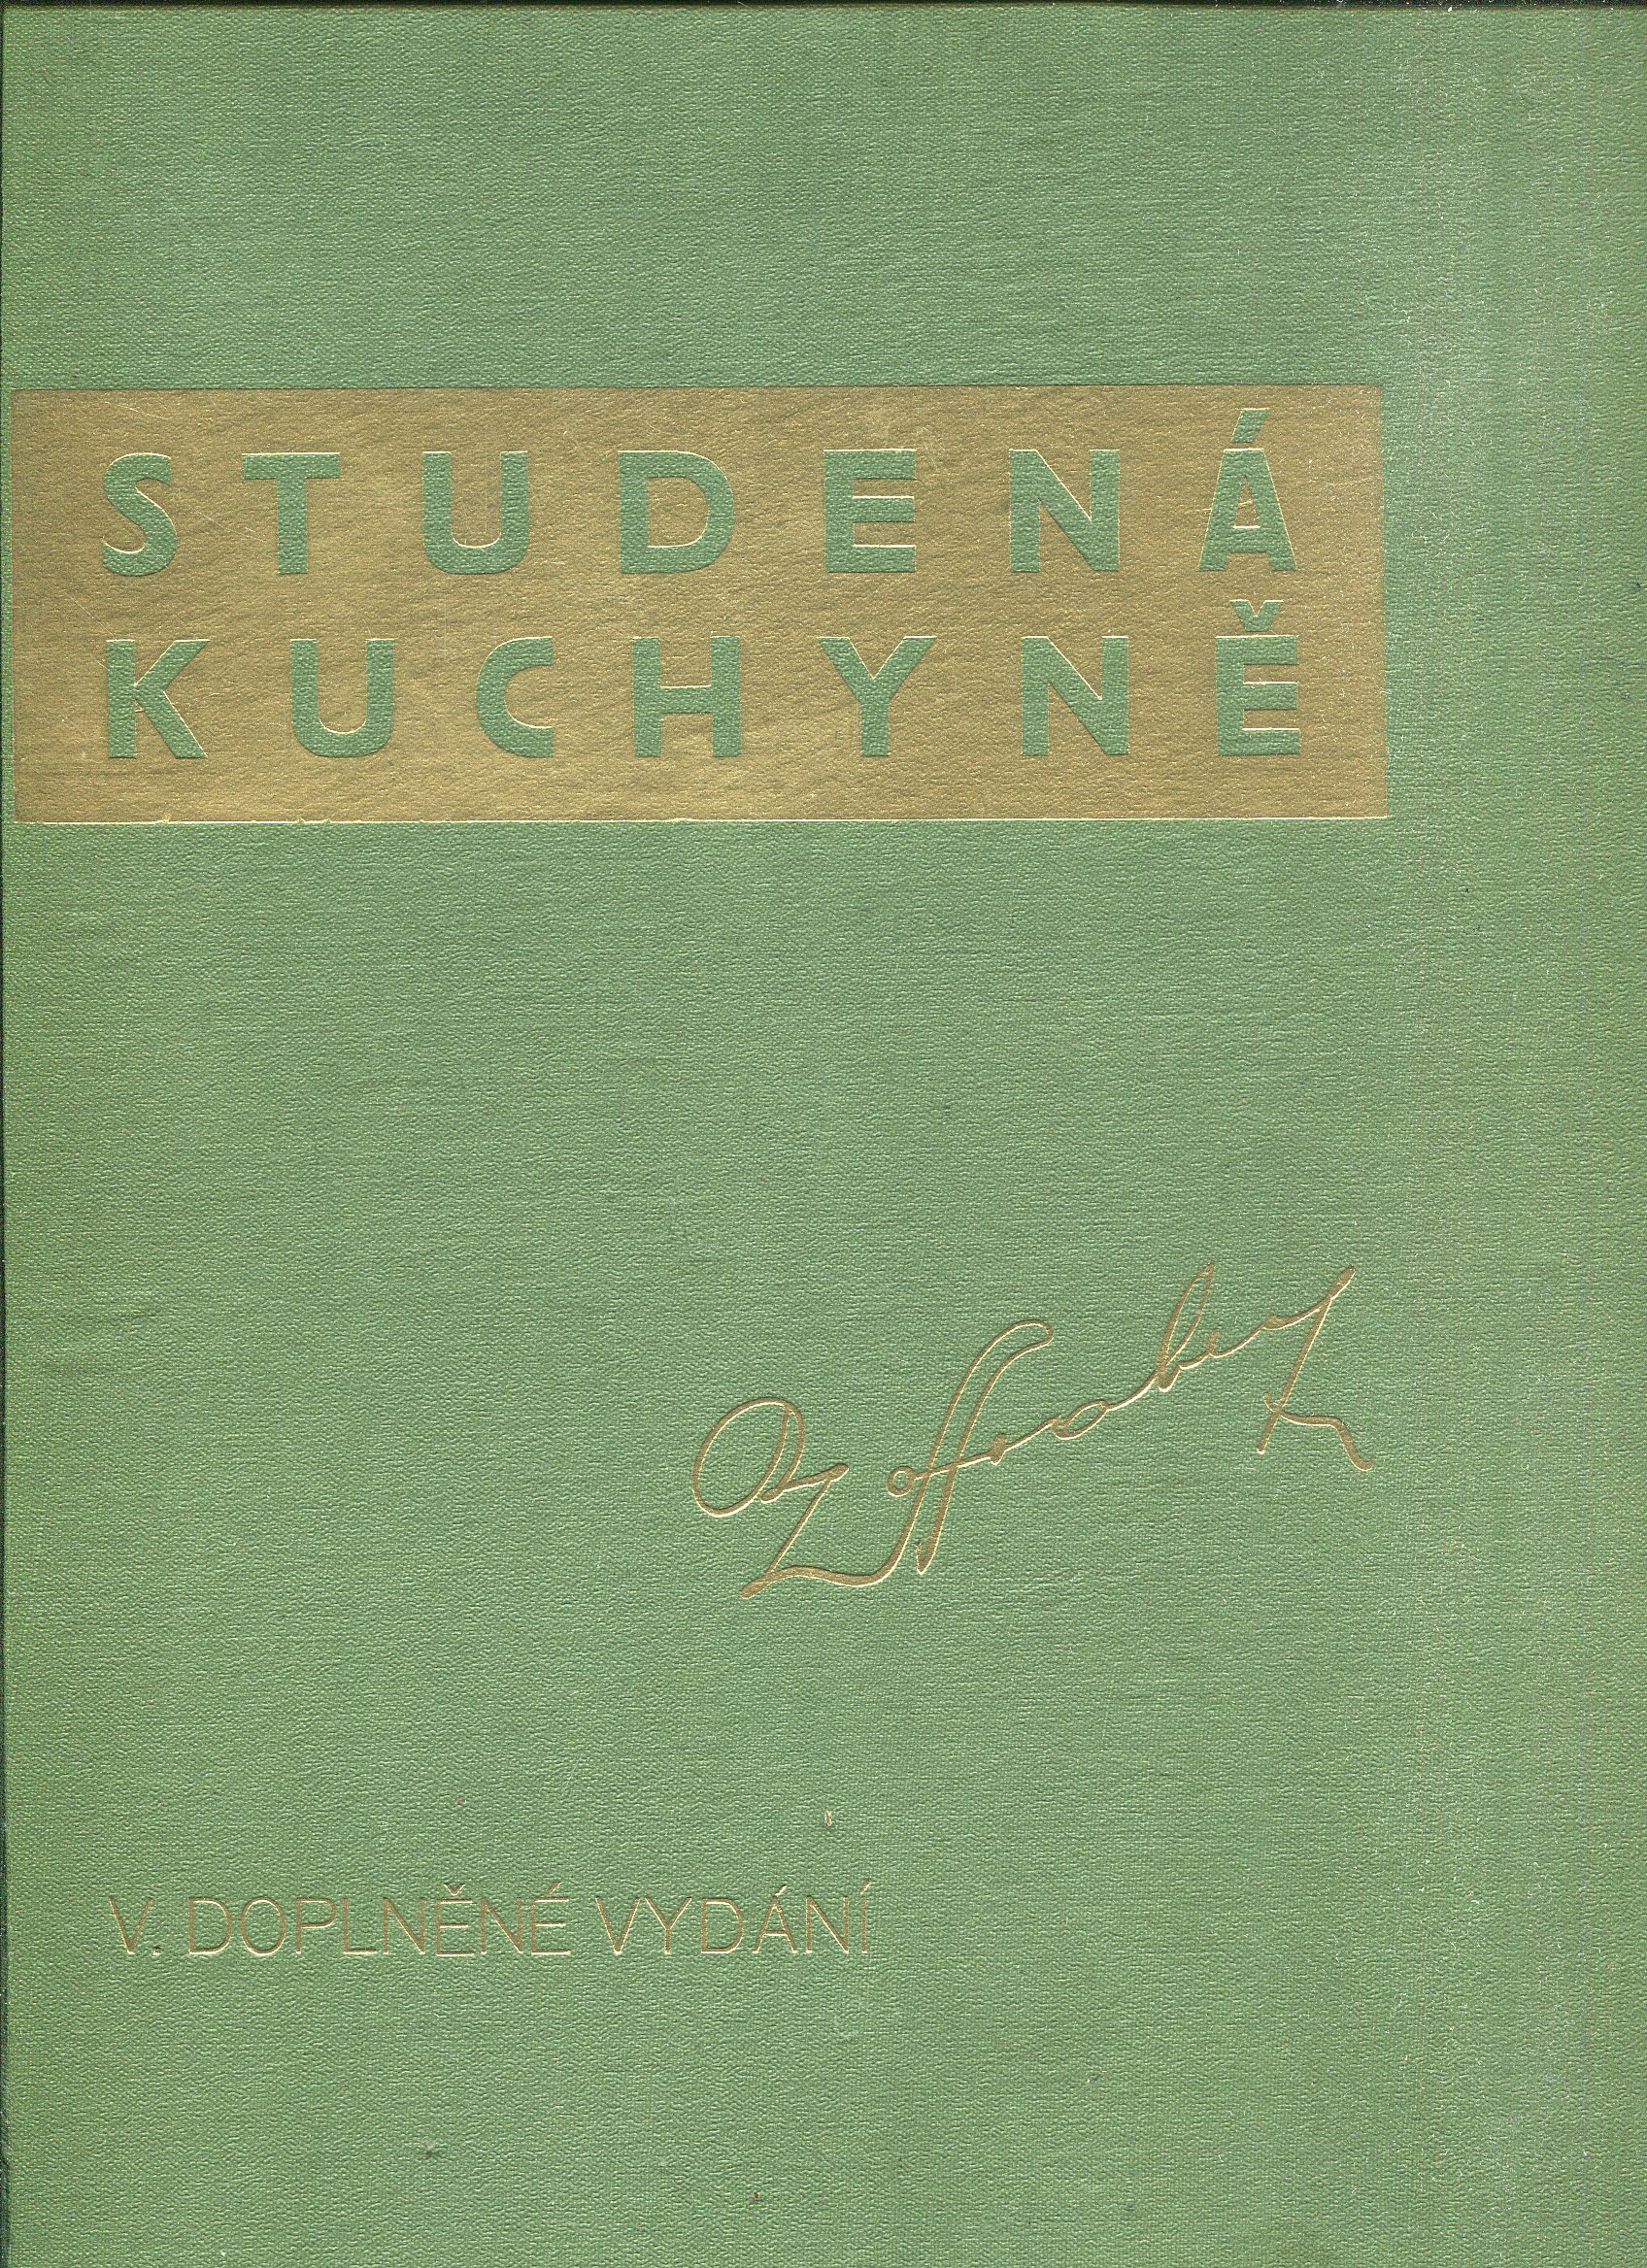 STUDENÁ
KUCHYNĚ
V. DOPLNĚNÉ VYDÁNÍ